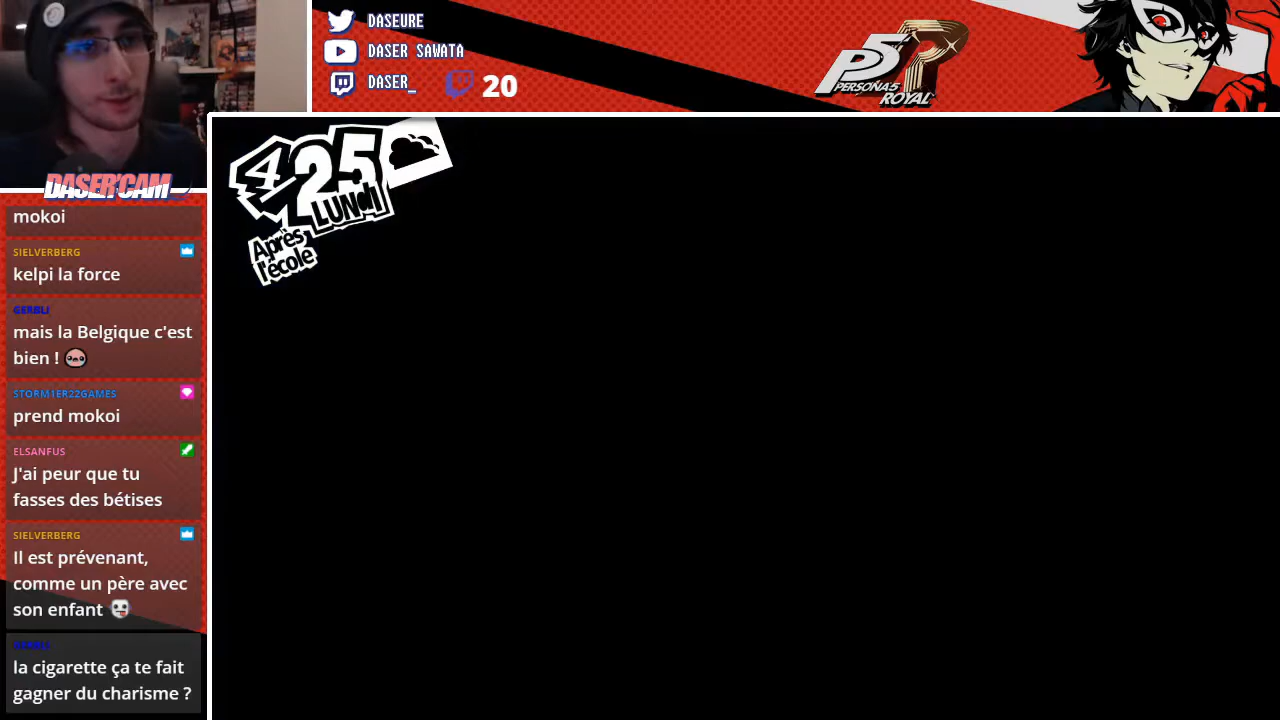 DASEURE
DASER SAWATA
DASER_
20
P5R
PERSONA5
ROYAL
DASER'CAM
4/25
LUNDI
Après
l'école
mokoi
SIELVERBERG
kelpi la force
GERBLI
mais la Belgique c'est
bien !
STORM1ER22GAMES
prend mokoi
ELSANFUS
J'ai peur que tu
fasses des bétises
SIELVERBERG
Il est prévenant,
comme un père avec
son enfant
la cigarette ça te fait
gagner du charisme ?